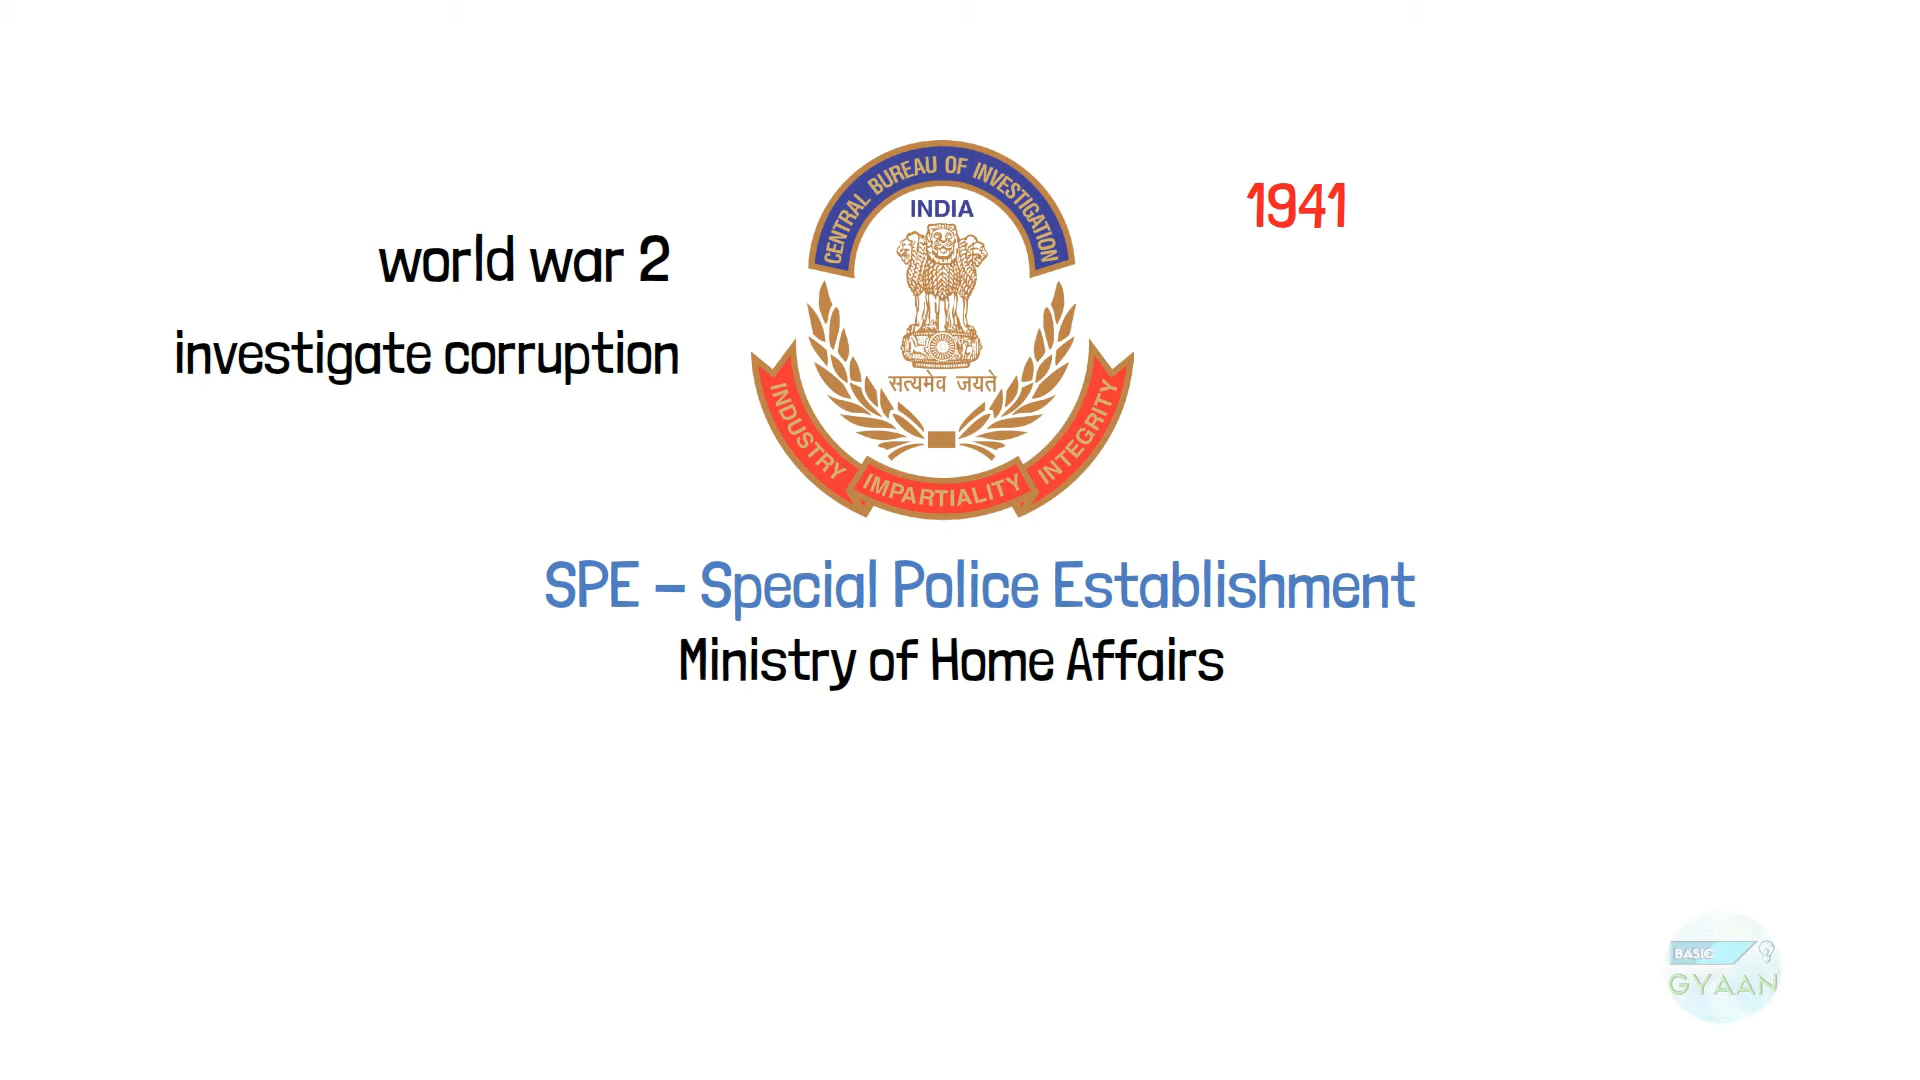 1941
world war 2
investigate corruption
CENTRAL BUREAU OF INVESTIGATION
INDIA
सत्यमेव जयते
INDUSTRY
IMPARTIALITY
INTEGRITY
SPE – Special Police Establishment
Ministry of Home Affairs
BASIC
GYAAN